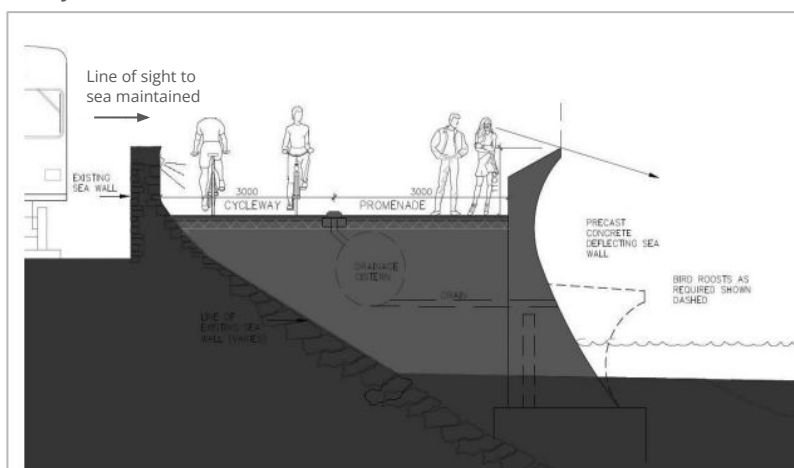 Line of sight to
sea maintained
EXISTING
SEA WALL
3000
3000
CYCLEWAY
PROMENADE
PRECAST
CONCRETE
DEFLECTING SEA
WALL
DRAINAGE
CISTERN
DRAIN
BIRD ROOSTS AS
REQUIRED SHOWN
DASHED
LINE OF
EXISTING SEA
WALL (VARIES)